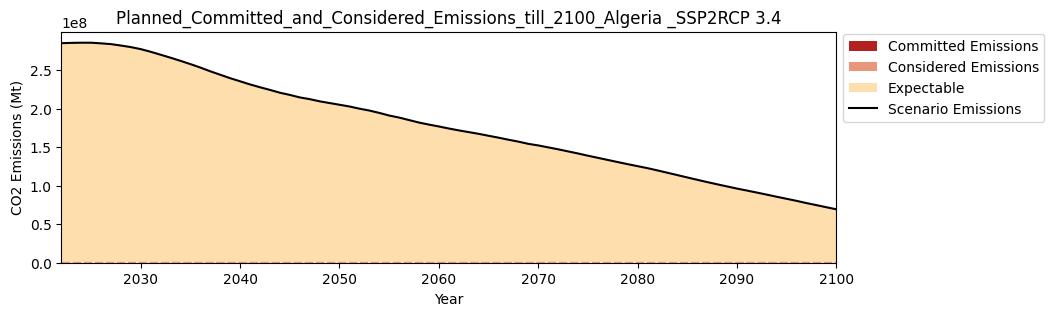 Planned_Committed_and_Considered_Emissions_till_2100_Algeria _SSP2RCP 3.4
1e8
CO2 Emissions (Mt)
2.5
2.0
1.5
1.0
0.5
0.0
2030 2040 2050 2060 2070 2080 2090 2100
Year
Committed Emissions
Considered Emissions
Expectable
Scenario Emissions